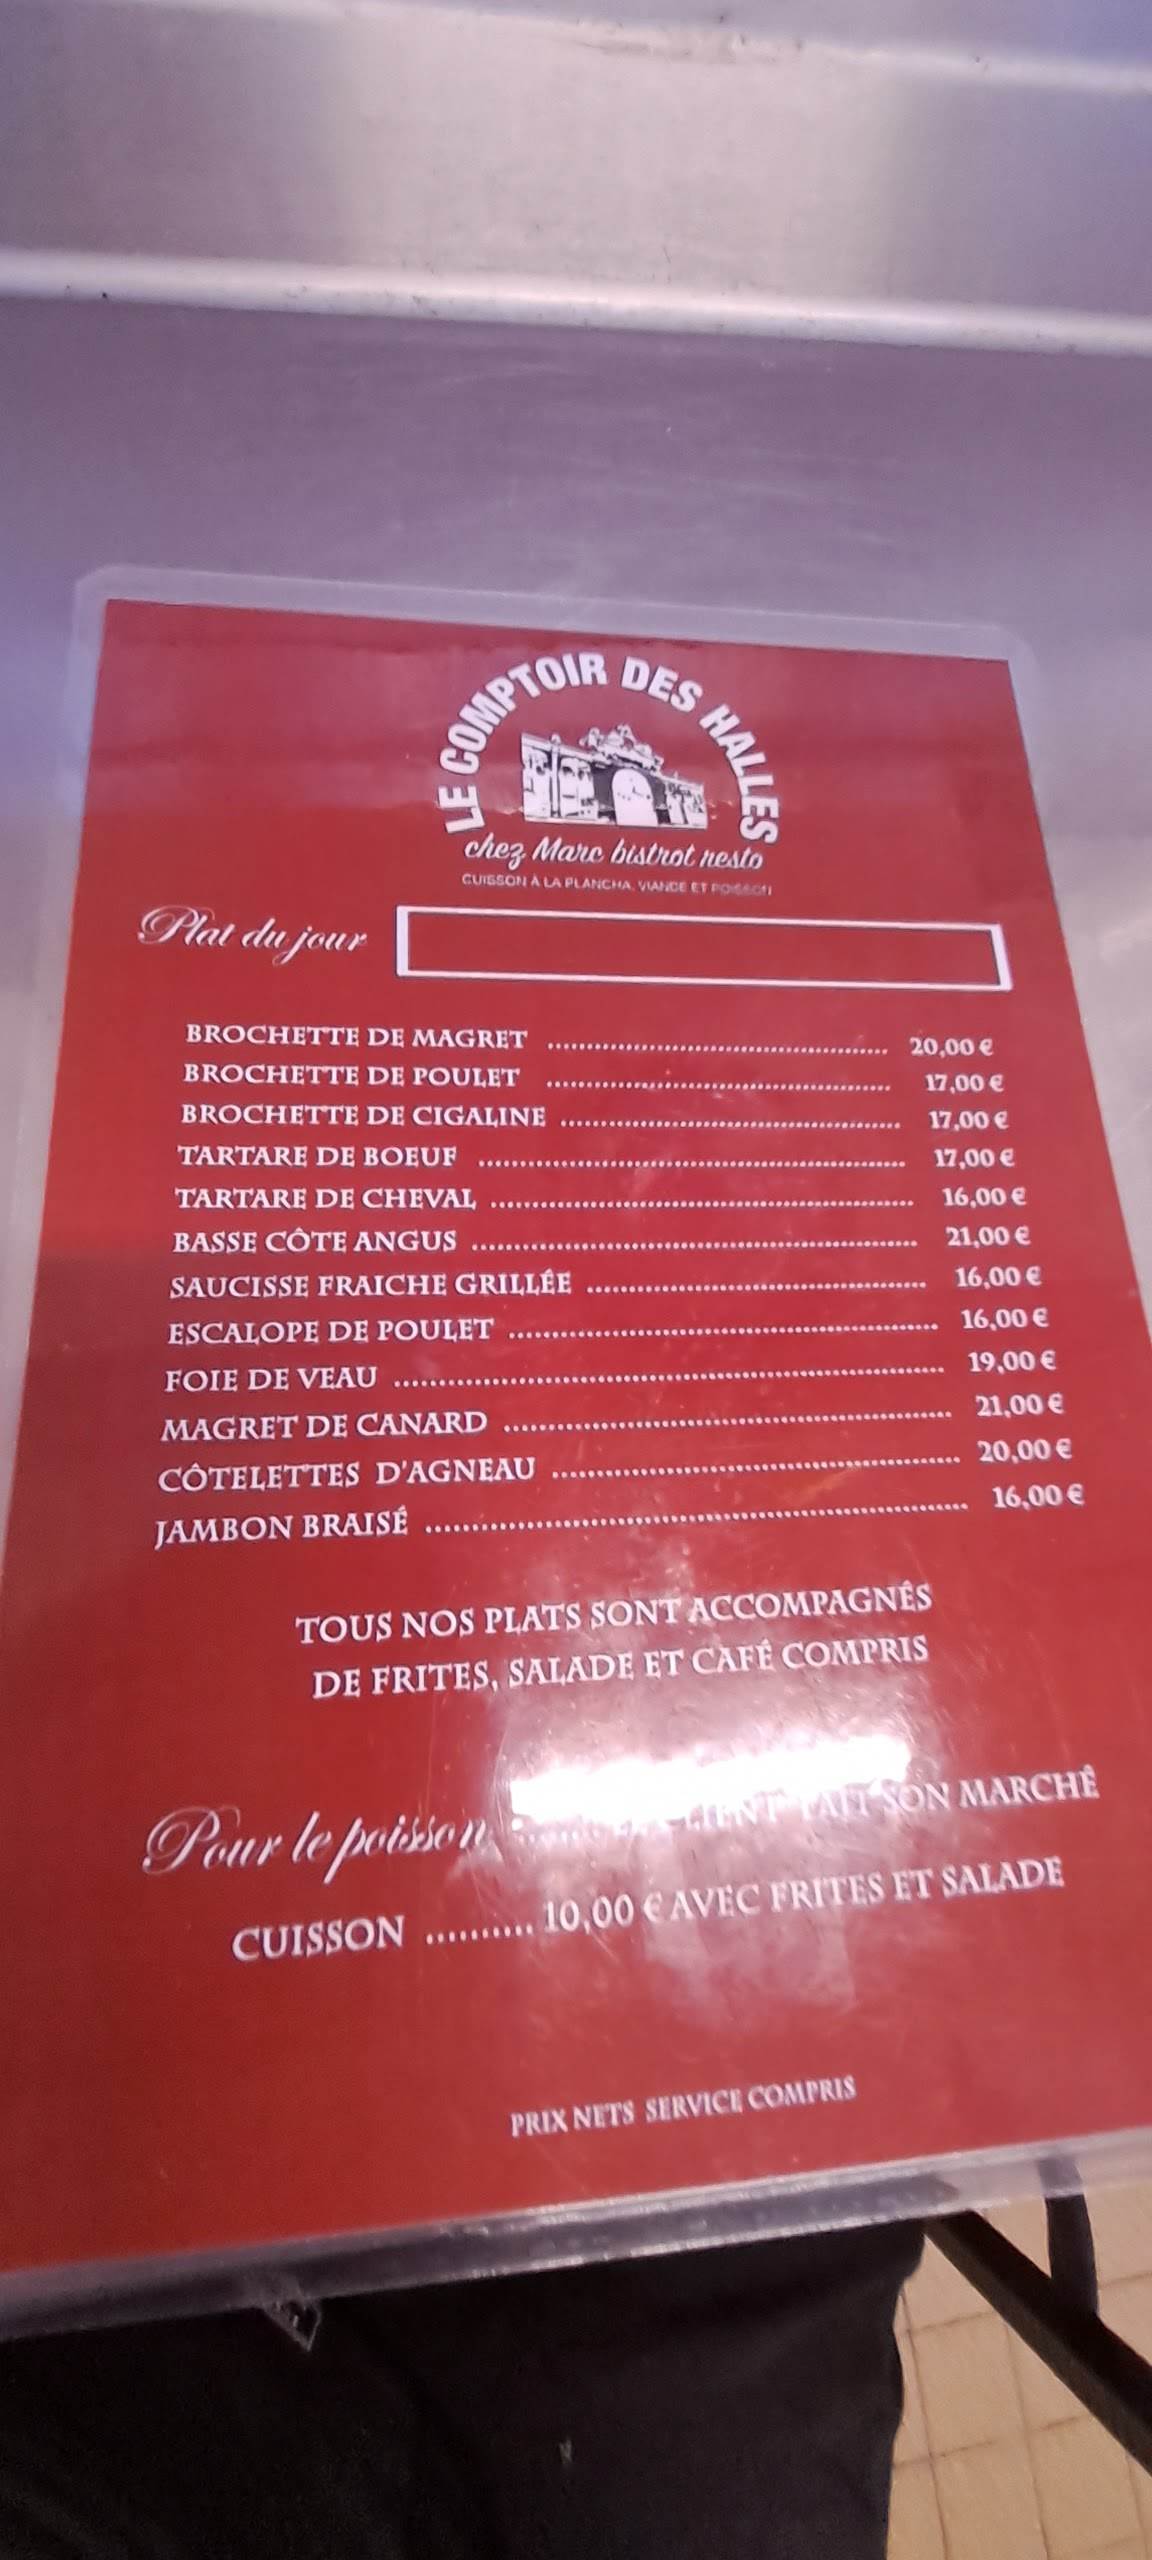 LE COMPTOIR DES HALLES
chez Marc bistrot resto
CUISSON À LA PLANCHA, VIANDE ET POISSON
Plat du jour
BROCHETTE DE MAGRET ........................................ 20,00 €
BROCHETTE DE POULET ........................................ 17,00 €
BROCHETTE DE CIGALINE ........................................ 17,00 €
TARTARE DE BOEUF ........................................ 17,00 €
TARTARE DE CHEVAL ........................................ 16,00 €
BASSE CÔTE ANGUS ........................................ 21,00 €
SAUCISSE FRAICHE GRILLÉE ........................................ 16,00 €
ESCALOPE DE POULET ........................................ 16,00 €
FOIE DE VEAU ........................................ 19,00 €
MAGRET DE CANARD ........................................ 21,00 €
CÔTELETTES D'AGNEAU ........................................ 20,00 €
JAMBON BRAISÉ ........................................ 16,00 €
TOUS NOS PLATS SONT ACCOMPAGNÉS
DE FRITES, SALADE ET CAFÉ COMPRIS
Pour le poisson ...... CLIENT FAIT SON MARCHÉ
CUISSON .......... 10,00 € AVEC FRITES ET SALADE
PRIX NETS SERVICE COMPRIS